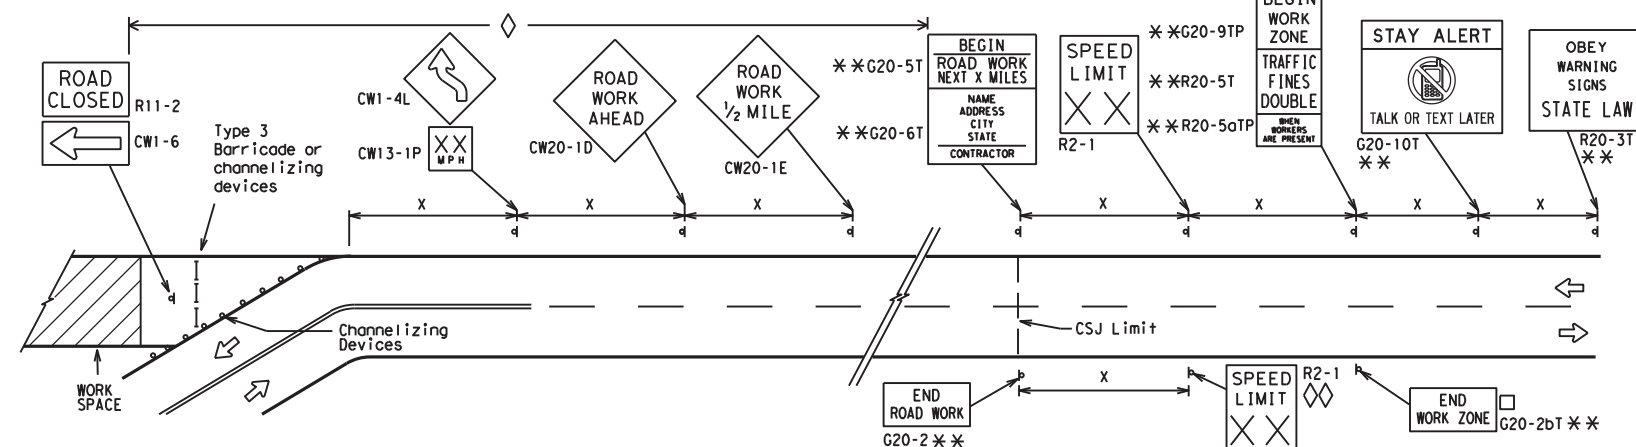 ROAD
CLOSED
R11-2
CW1-6
Type 3
Barricade or
channelizing
devices
CW1-4L
XX
MPH
CW13-1P
ROAD
WORK
AHEAD
CW20-1D
ROAD
WORK
1/2 MILE
CW20-1E
**G20-5T
**G20-6T
BEGIN
ROAD WORK
NEXT X MILES
NAME
ADDRESS
CITY
STATE
CONTRACTOR
SPEED
LIMIT
XX
R2-1
**G20-9TP
**R20-5T
**R20-5aTP
BEGIN
WORK
ZONE
TRAFFIC
FINES
DOUBLE
WHEN
WORKERS
ARE PRESENT
STAY ALERT
TALK OR TEXT LATER
G20-10T
**
OBEY
WARNING
SIGNS
STATE LAW
R20-3T
**
X
X
X
X
X
X
X
Channelizing
Devices
CSJ Limit
WORK
SPACE
END
ROAD WORK
G20-2**
X
SPEED
LIMIT
XX
R2-1
END
WORK ZONE
G20-2bT**